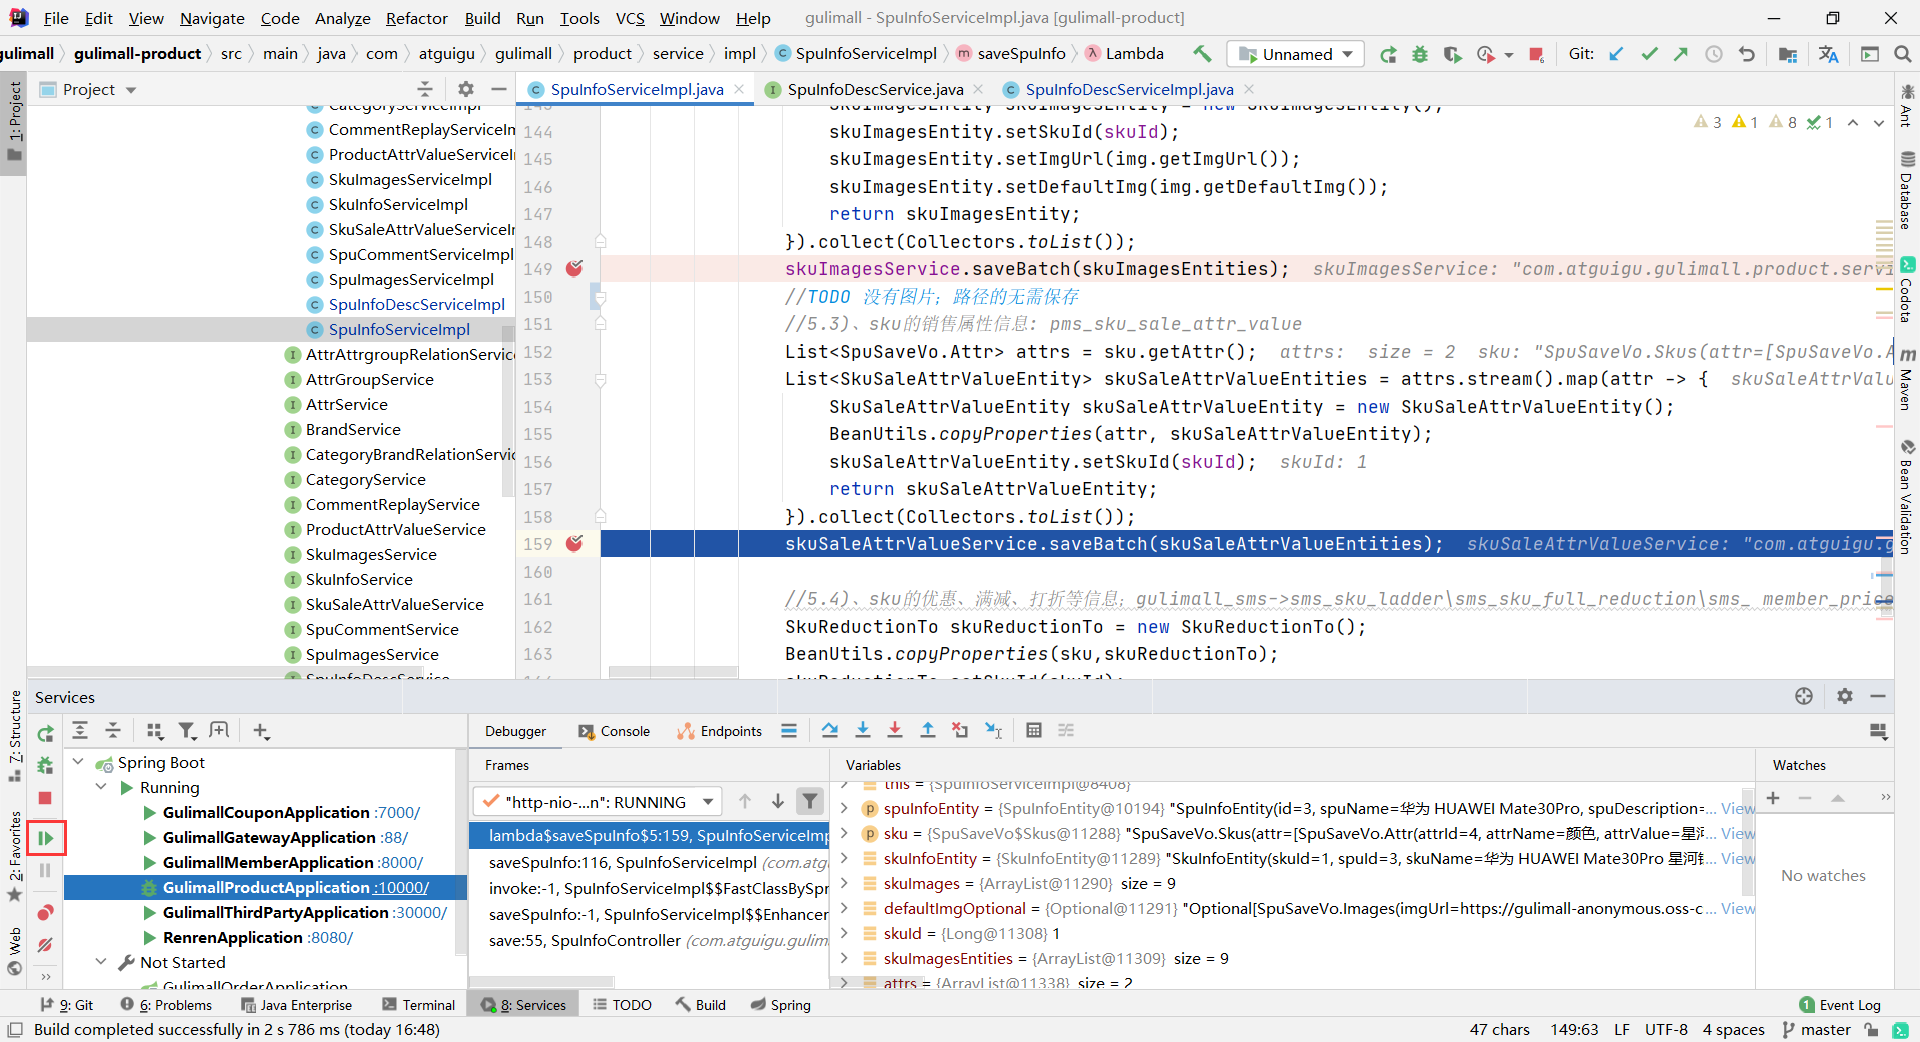 File Edit View Navigate Code Analyze Refactor Build Run Tools VCS Window Help gulimall - SpuInfoServiceImpl.java [gulimall-product]
gulimall gulimall-product src main java com atguigu gulimall product service impl SpuInfoServiceImpl saveSpuInfo Lambda Unnamed Git:
Project
SpuInfoServiceImpl.java SpuInfoDescService.java SpuInfoDescServiceImpl.java
1: Project
CategoryServiceImpl
CommentReplayServiceIm
ProductAttrValueServiceI
SkuImagesServiceImpl
SkuInfoServiceImpl
SkuSaleAttrValueServiceIm
SpuCommentServiceImpl
SpuImagesServiceImpl
SpuInfoDescServiceImpl
SpuInfoServiceImpl
AttrAttrgroupRelationService
AttrGroupService
AttrService
BrandService
CategoryBrandRelationServic
CategoryService
CommentReplayService
ProductAttrValueService
SkuImagesService
SkuInfoService
SkuSaleAttrValueService
SpuCommentService
SpuImagesService
SpuInfoDescService
3 1 8 1
143 SkuImagesEntity skuImagesEntity = new SkuImagesEntity();
144 skuImagesEntity.setSkuId(skuId);
145 skuImagesEntity.setImgUrl(img.getImgUrl());
146 skuImagesEntity.setDefaultImg(img.getDefaultImg());
147 return skuImagesEntity;
148 }).collect(Collectors.toList());
149 skuImagesService.saveBatch(skuImagesEntities); skuImagesService: "com.atguigu.gulimall.product.servi
150 //TODO 没有图片；路径的无需保存
151 //5.3)、sku的销售属性信息：pms_sku_sale_attr_value
152 List<SpuSaveVo.Attr> attrs = sku.getAttr(); attrs: size = 2 sku: "SpuSaveVo.Skus(attr=[SpuSaveVo.A
153 List<SkuSaleAttrValueEntity> skuSaleAttrValueEntities = attrs.stream().map(attr -> { skuSaleAttrValu
154 SkuSaleAttrValueEntity skuSaleAttrValueEntity = new SkuSaleAttrValueEntity();
155 BeanUtils.copyProperties(attr, skuSaleAttrValueEntity);
156 skuSaleAttrValueEntity.setSkuId(skuId); skuId: 1
157 return skuSaleAttrValueEntity;
158 }).collect(Collectors.toList());
159 skuSaleAttrValueService.saveBatch(skuSaleAttrValueEntities); skuSaleAttrValueService: "com.atguigu.g
160
161 //5.4)、sku的优惠、满减、打折等信息；gulimall_sms->sms_sku_ladder\sms_sku_full_reduction\sms_ member_price
162 SkuReductionTo skuReductionTo = new SkuReductionTo();
163 BeanUtils.copyProperties(sku,skuReductionTo);
skuReductionTo.setSkuId(skuId);
Ant
Database
Codota
Maven
Bean Validation
7: Structure
2: Favorites
Web
Services
Spring Boot
Running
GulimallCouponApplication :7000/
GulimallGatewayApplication :88/
GulimallMemberApplication :8000/
GulimallProductApplication :10000/
GulimallThirdPartyApplication :30000/
RenrenApplication :8080/
Not Started
GulimallOrderApplication
Debugger Console Endpoints
Frames
"http-nio-...n": RUNNING
lambda$saveSpuInfo$5:159, SpuInfoServiceImp
saveSpuInfo:116, SpuInfoServiceImpl (com.atgu
invoke:-1, SpuInfoServiceImpl$$FastClassBySpr
saveSpuInfo:-1, SpuInfoServiceImpl$$Enhancer
save:55, SpuInfoController (com.atguigu.gulim
Variables
this = {SpuInfoServiceImpl@8408}
spuInfoEntity = {SpuInfoEntity@10194} "SpuInfoEntity(id=3, spuName=华为 HUAWEI Mate30Pro, spuDescription=... View
sku = {SpuSaveVo$Skus@11288} "SpuSaveVo.Skus(attr=[SpuSaveVo.Attr(attrId=4, attrName=颜色, attrValue=星河... View
skuInfoEntity = {SkuInfoEntity@11289} "SkuInfoEntity(skuId=1, spuId=3, skuName=华为 HUAWEI Mate30Pro 星河银... View
skuImages = {ArrayList@11290} size = 9
defaultImgOptional = {Optional@11291} "Optional[SpuSaveVo.Images(imgUrl=https://gulimall-anonymous.oss-c... View
skuId = {Long@11308} 1
skuImagesEntities = {ArrayList@11309} size = 9
attrs = {ArrayList@11338} size = 2
Watches
No watches
9: Git 6: Problems Java Enterprise Terminal 8: Services TODO Build Spring 1 Event Log
Build completed successfully in 2 s 786 ms (today 16:48) 47 chars 149:63 LF UTF-8 4 spaces master